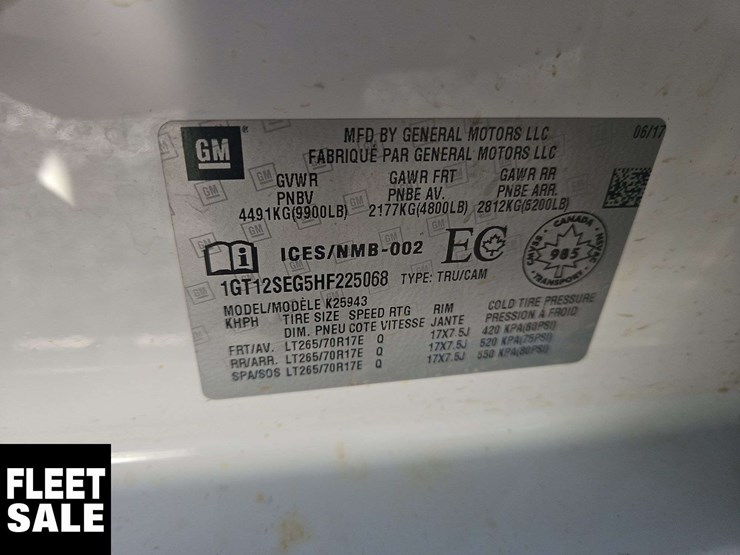 GM
MFD BY GENERAL MOTORS LLC
06/17
FABRIQUÉ PAR GENERAL MOTORS LLC
GVWR GAWR FRT GAWR RR
PNBV PNBE AV. PNBE ARR.
4491KG(9900LB) 2177KG(4800LB) 2812KG(6200LB)
ICES/NMB-002 EC
CANADA
CMVSS 985 NSVAC
TRANSPORT
1GT12SEG5HF225068 TYPE: TRU/CAM
MODEL/MODÈLE K25943
KHPH TIRE SIZE SPEED RTG RIM COLD TIRE PRESSURE
DIM. PNEU COTE VITESSE JANTE PRESSION À FROID
FRT/AV. LT265/70R17E Q 17X7.5J 420 KPA(60PSI)
RR/ARR. LT265/70R17E Q 17X7.5J 520 KPA(75PSI)
SPA/SOS LT265/70R17E Q 17X7.5J 550 KPA(80PSI)
FLEET
SALE